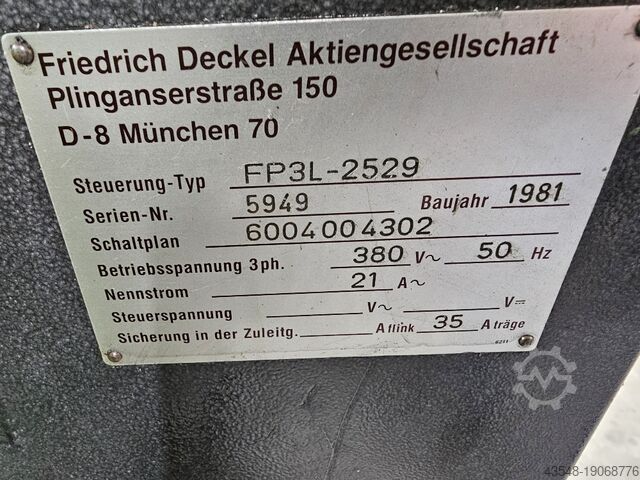 Friedrich Deckel Aktiengesellschaft
Plinganserstraße 150
D-8 München 70
Steuerung-Typ FP3L-2529
Serien-Nr. 5949 Baujahr 1981
Schaltplan 6004004302
Betriebsspannung 3ph. 380 V~ 50 Hz
Nennstrom 21 A~
Steuerspannung V~ V=
Sicherung in der Zuleitg. A flink 35 A träge
6211
43548-19068776